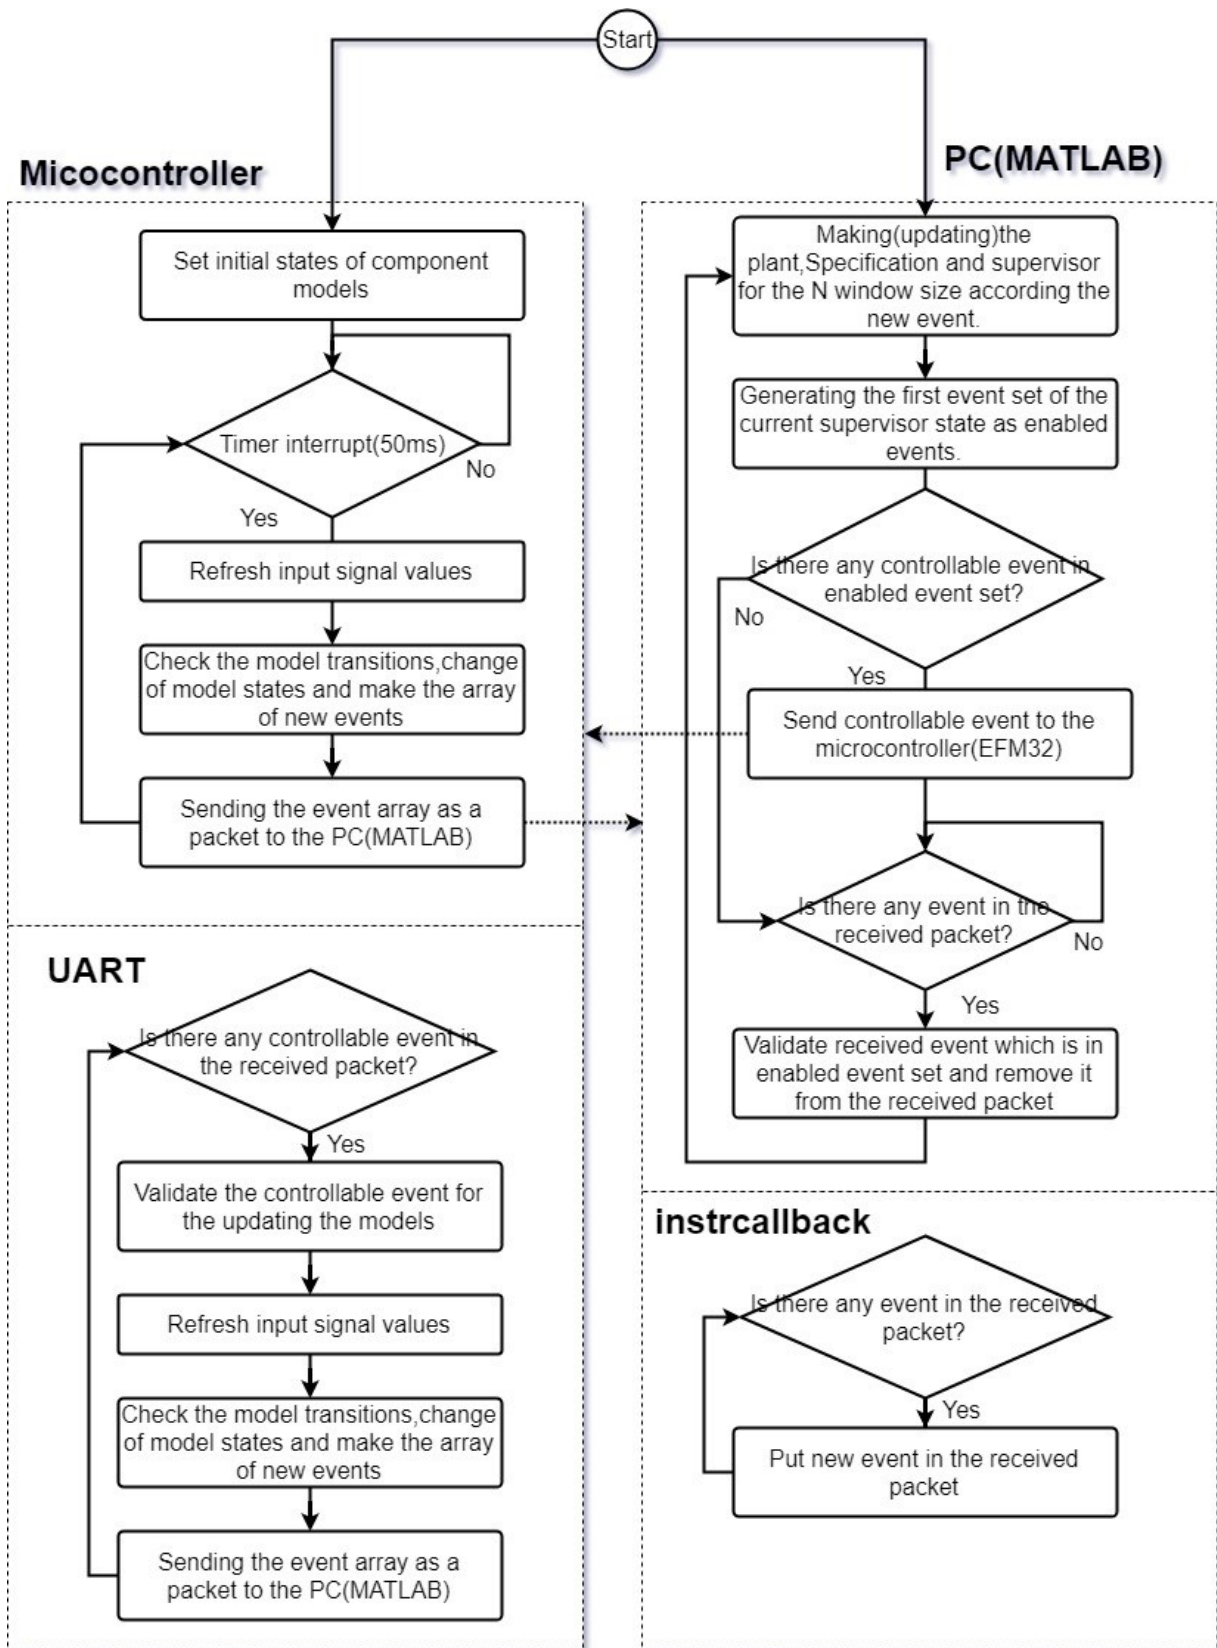 Start
Micocontroller
Set initial states of component
models
Timer interrupt(50ms)
No
Yes
Refresh input signal values
Check the model transitions,change
of model states and make the array
of new events
Sending the event array as a
packet to the PC(MATLAB)
UART
Is there any controllable event in
the received packet?
Yes
Validate the controllable event for
the updating the models
Refresh input signal values
Check the model transitions,change
of model states and make the array
of new events
Sending the event array as a
packet to the PC(MATLAB)
PC(MATLAB)
Making(updating)the
plant,Specification and supervisor
for the N window size according the
new event.
Generating the first event set of the
current supervisor state as enabled
events.
Is there any controllable event in
enabled event set?
No
Yes
Send controllable event to the
microcontroller(EFM32)
Is there any event in the
received packet?
No
Yes
Validate received event which is in
enabled event set and remove it
from the received packet
instrcallback
Is there any event in the received
packet?
Yes
Put new event in the received
packet